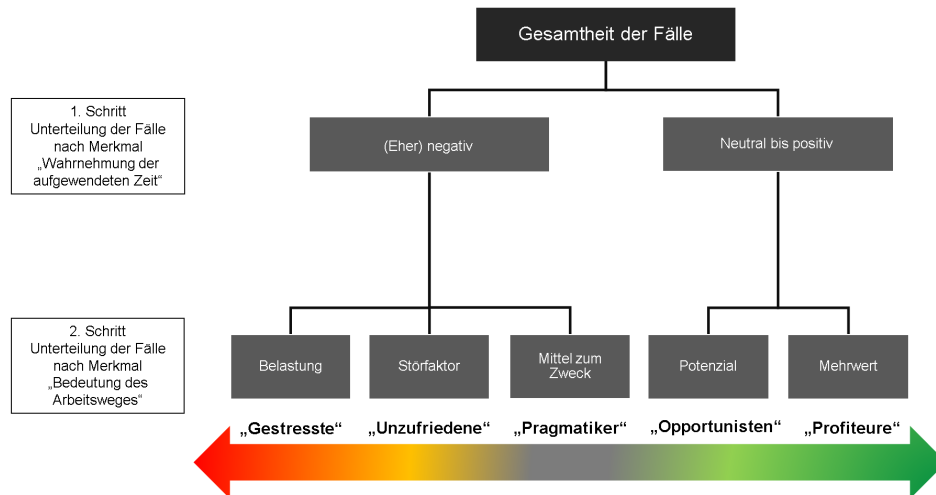 Gesamtheit der Fälle
1. Schritt
Unterteilung der Fälle
nach Merkmal
„Wahrnehmung der
aufgewendeten Zeit“
(Eher) negativ
Neutral bis positiv
2. Schritt
Unterteilung der Fälle
nach Merkmal
„Bedeutung des
Arbeitsweges“
Belastung
Störfaktor
Mittel zum
Zweck
Potenzial
Mehrwert
„Gestresste“
„Unzufriedene“
„Pragmatiker“
„Opportunisten“
„Profiteure“